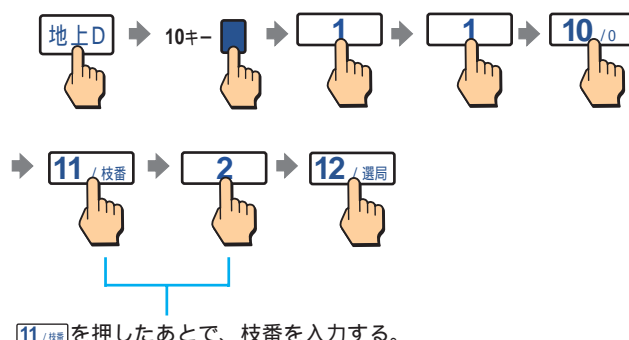 地上D 10キー 1 1 10/0
11/枝番 2 12/選局
11/枝番を押したあとで、枝番を入力する。